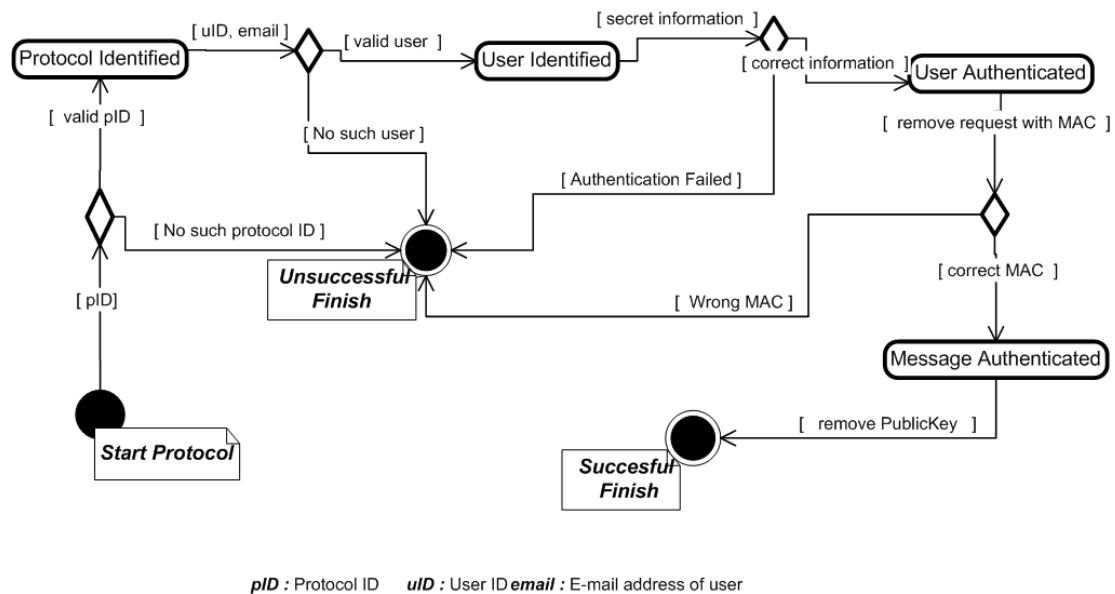 [ secret information ]
[ uID, email ]
[ valid user ]
Protocol Identified
User Identified
[ correct information ]
User Authenticated
[ valid pID ]
[ remove request with MAC ]
[ No such user ]
[ Authentication Failed ]
[ No such protocol ID ]
Unsuccessful
Finish
[ correct MAC ]
[ pID]
[ Wrong MAC ]
Message Authenticated
Start Protocol
[ remove PublicKey ]
Succesful
Finish
pID : Protocol ID uID : User ID email : E-mail address of user